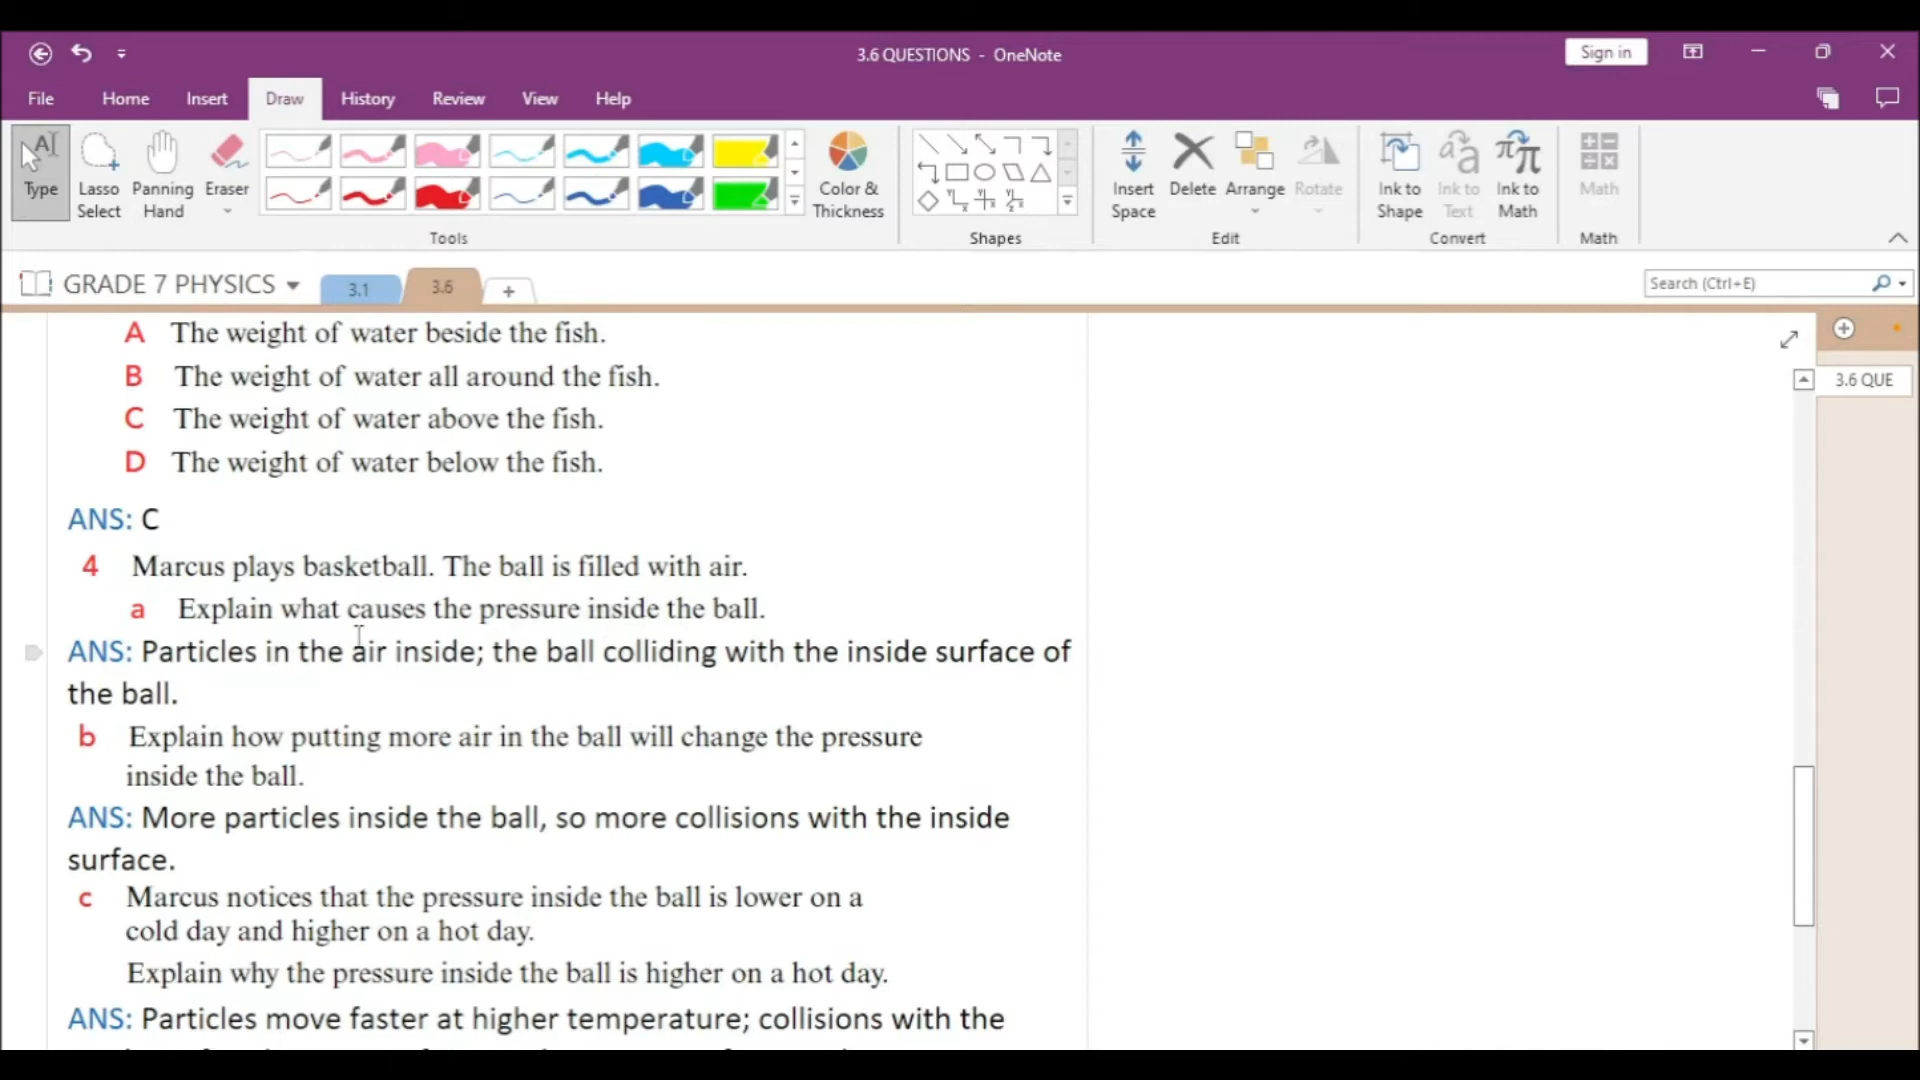 3.6 QUESTIONS - OneNote
Sign in
File Home Insert Draw History Review View Help
Type
Lasso Select
Panning Hand
Eraser
Color & Thickness
Insert Space
Delete
Arrange
Rotate
Ink to Shape
Ink to Text
Ink to Math
Math
Tools
Shapes
Edit
Convert
Math
GRADE 7 PHYSICS
3.1
3.6
Search (Ctrl+E)
3.6 QUE
A The weight of water beside the fish.
B The weight of water all around the fish.
C The weight of water above the fish.
D The weight of water below the fish.
ANS: C
4 Marcus plays basketball. The ball is filled with air.
a Explain what causes the pressure inside the ball.
ANS: Particles in the air inside; the ball colliding with the inside surface of
the ball.
b Explain how putting more air in the ball will change the pressure
inside the ball.
ANS: More particles inside the ball, so more collisions with the inside
surface.
c Marcus notices that the pressure inside the ball is lower on a
cold day and higher on a hot day.
Explain why the pressure inside the ball is higher on a hot day.
ANS: Particles move faster at higher temperature; collisions with the